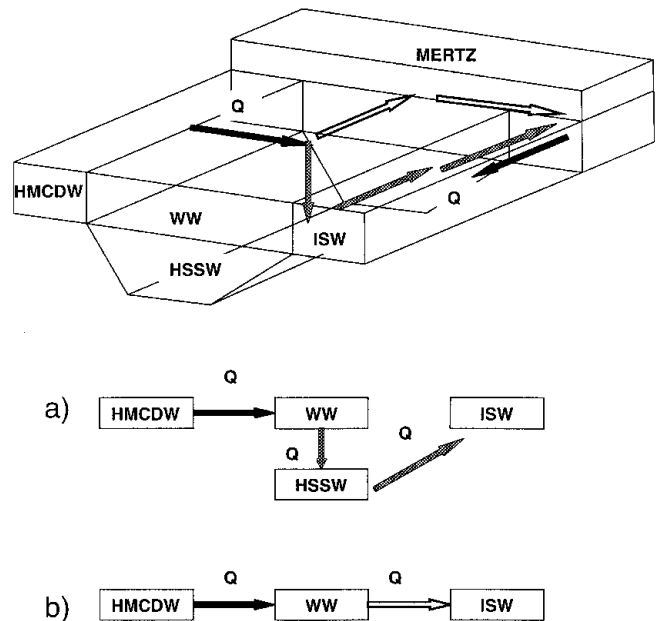 MERTZ
Q
HMCDW
WW
Q
ISW
HSSW
Q
a) HMCDW WW ISW
Q
Q
HSSW
Q Q
b) HMCDW WW ISW